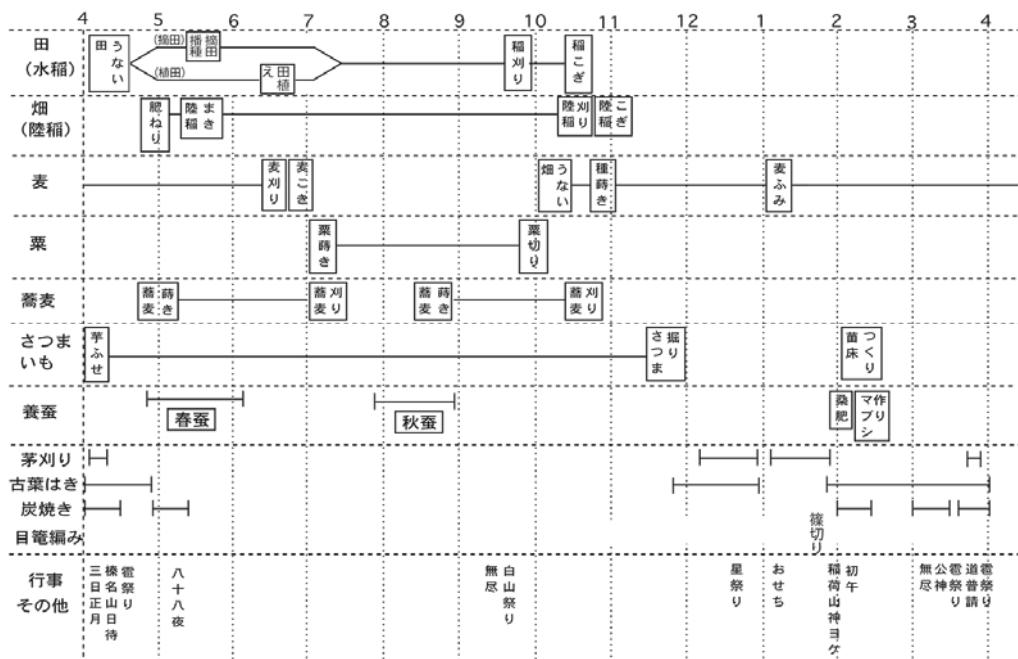 4 5 6 7 8 9 10 11 12 1 2 3 4
田
(水稲)
田うない
(摘田)
摘田播種
(植田)
田植え
稲刈り
稲こぎ
畑
(陸稲)
肥ねり
陸稲まき
陸稲刈り
陸稲こぎ
麦
麦刈り
麦こき
畑うない
種蒔き
麦ふみ
粟
粟蒔き
粟切り
蕎麦
蕎麦蒔き
蕎麦刈り
蕎麦蒔き
蕎麦刈り
さつま
いも
芋ふせ
さつま掘り
苗床つくり
養蚕
春蚕
秋蚕
桑肥
マブシ作り
茅刈り
古葉はき
炭焼き
目篭編み
篠切り
行事
その他
三日正月
榛名山日待
雹祭り
八十八夜
無尽
白山祭り
星祭り
おせち
稲荷山神ヨケ
初午
無尽
公神
雹祭り
道普請
雹祭り